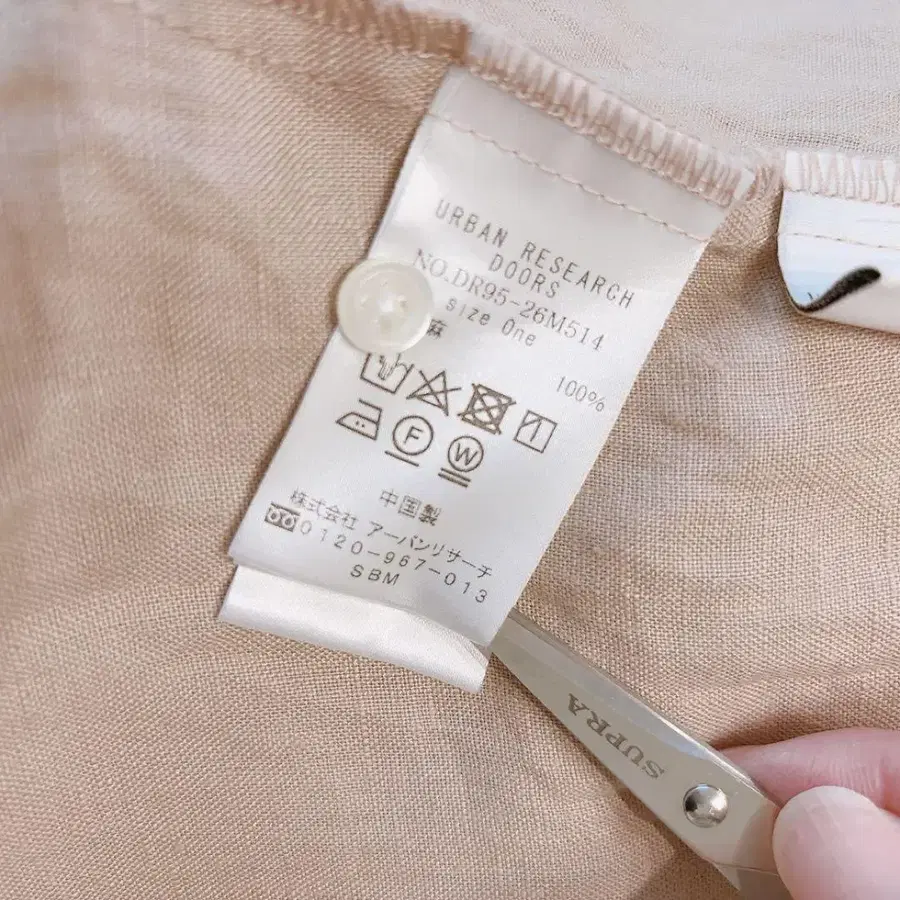 URBAN RESEARCH
DOORS
NO.DR95-26M514
size One
麻 100%
F W
中国製
株式会社 アーバンリサーチ
0120-967-013
SBM
SUPRA